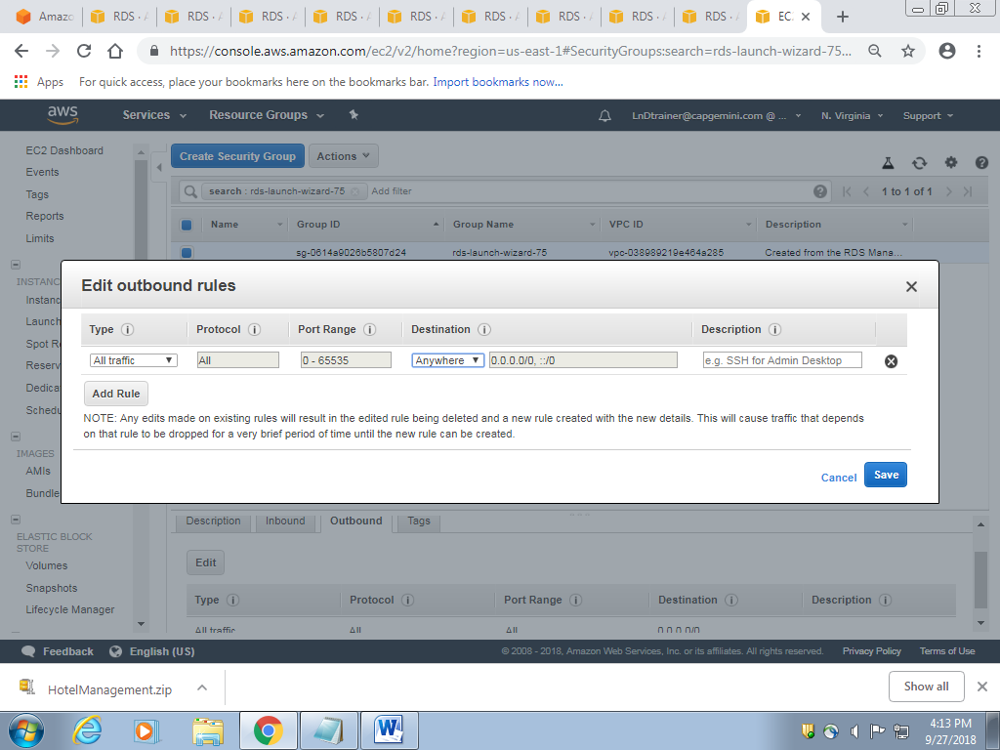 Amazo
RDS · A
RDS · A
RDS · A
RDS · A
RDS · A
RDS · A
RDS · A
RDS · A
RDS · A
EC
https://console.aws.amazon.com/ec2/v2/home?region=us-east-1#SecurityGroups:search=rds-launch-wizard-75...
Apps For quick access, place your bookmarks here on the bookmarks bar. Import bookmarks now...
aws Services Resource Groups LnDtrainer@capgemini.com @ ... N. Virginia Support
EC2 Dashboard
Events
Tags
Reports
Limits
INSTANC
Instanc
Launch
Spot Re
Reserv
Dedica
Schedu
IMAGES
AMIs
Bundle
ELASTIC BLOCK
STORE
Volumes
Snapshots
Lifecycle Manager
Create Security Group Actions
search : rds-launch-wizard-75 Add filter 1 to 1 of 1
Name Group ID Group Name VPC ID Description
sg-0614a9026b5807d24 rds-launch-wizard-75 vpc-038989219e464a285 Created from the RDS Mana...
Edit outbound rules
Type Protocol Port Range Destination Description
All traffic All 0 - 65535 Anywhere 0.0.0.0/0, ::/0 e.g. SSH for Admin Desktop
Add Rule
NOTE: Any edits made on existing rules will result in the edited rule being deleted and a new rule created with the new details. This will cause traffic that depends
on that rule to be dropped for a very brief period of time until the new rule can be created.
Cancel Save
Description Inbound Outbound Tags
Edit
Type Protocol Port Range Destination Description
All traffic All All 0.0.0.0/0
Feedback English (US) © 2008 - 2018, Amazon Web Services, Inc. or its affiliates. All rights reserved. Privacy Policy Terms of Use
HotelManagement.zip Show all
4:13 PM
9/27/2018